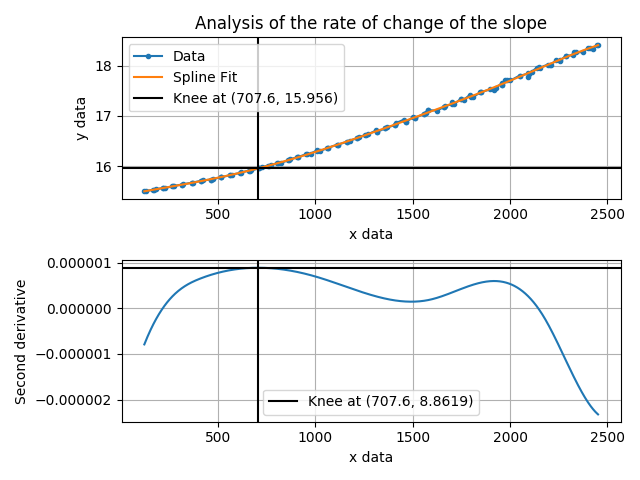 Analysis of the rate of change of the slope
Data
Spline Fit
Knee at (707.6, 15.956)
18
17
16
y data
500
1000
1500
2000
2500
x data
0.000001
0.000000
−0.000001
−0.000002
Second derivative
Knee at (707.6, 8.8619)
500
1000
1500
2000
2500
x data